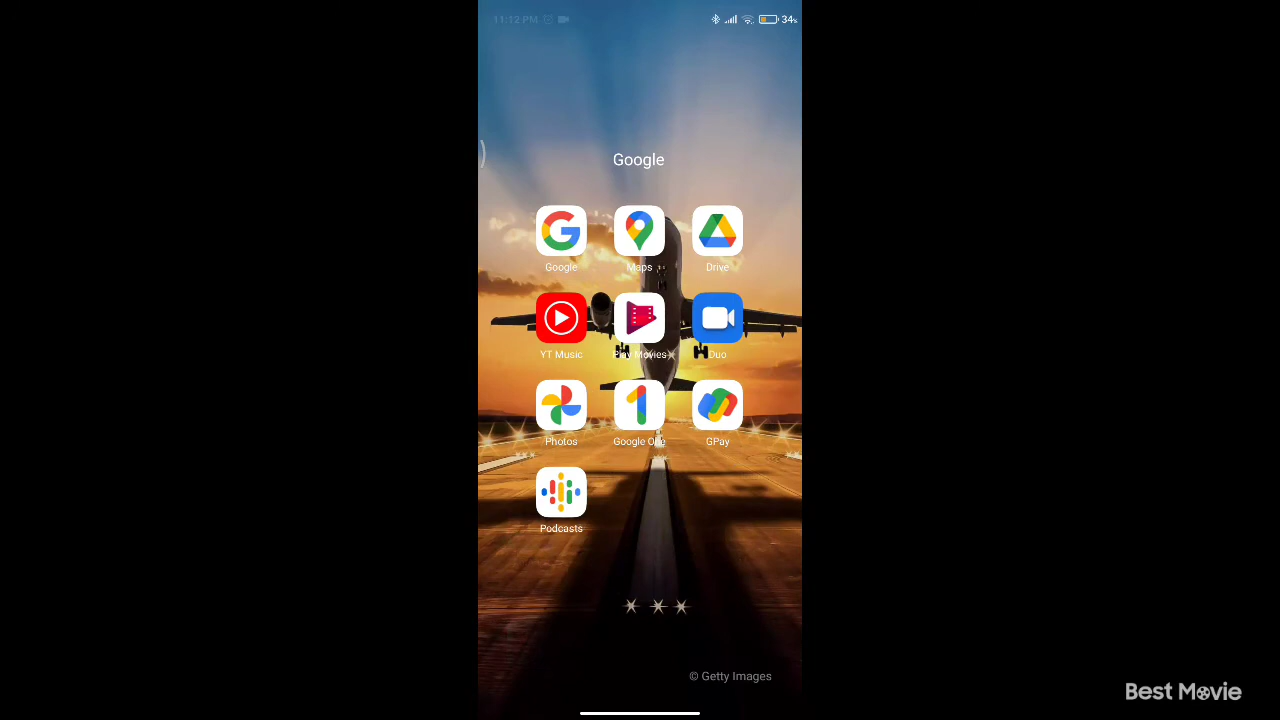 11:12 PM
34%
Google
Google
Maps
Drive
YT Music
Play Movies
Duo
Photos
Google One
GPay
Podcasts
© Getty Images
Best Movie